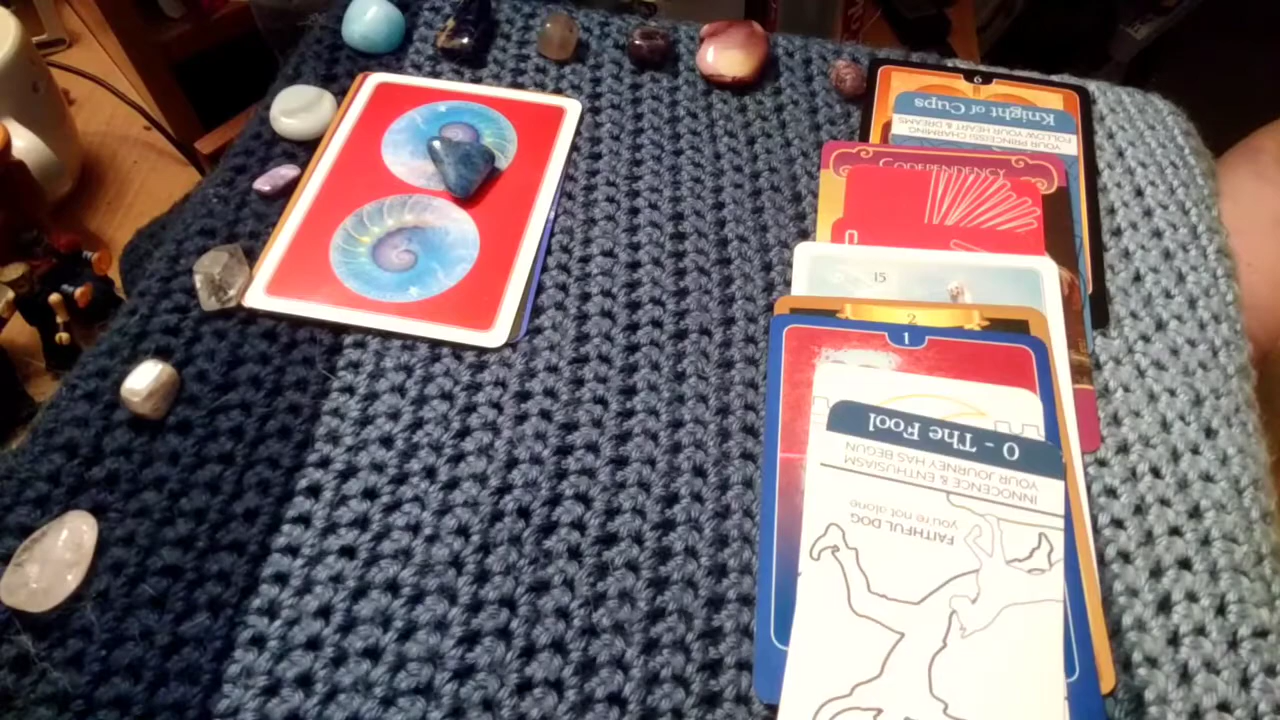 9
Knight of Cups
FOLLOW YOUR HEART & DREAMS
YOUR PRINCE(SS) CHARMING
CODEPENDENCY
15
2
1
0 - The Fool
YOUR JOURNEY HAS BEGUN
INNOCENCE & ENTHUSIASM
you're not alone
FAITHFUL DOG